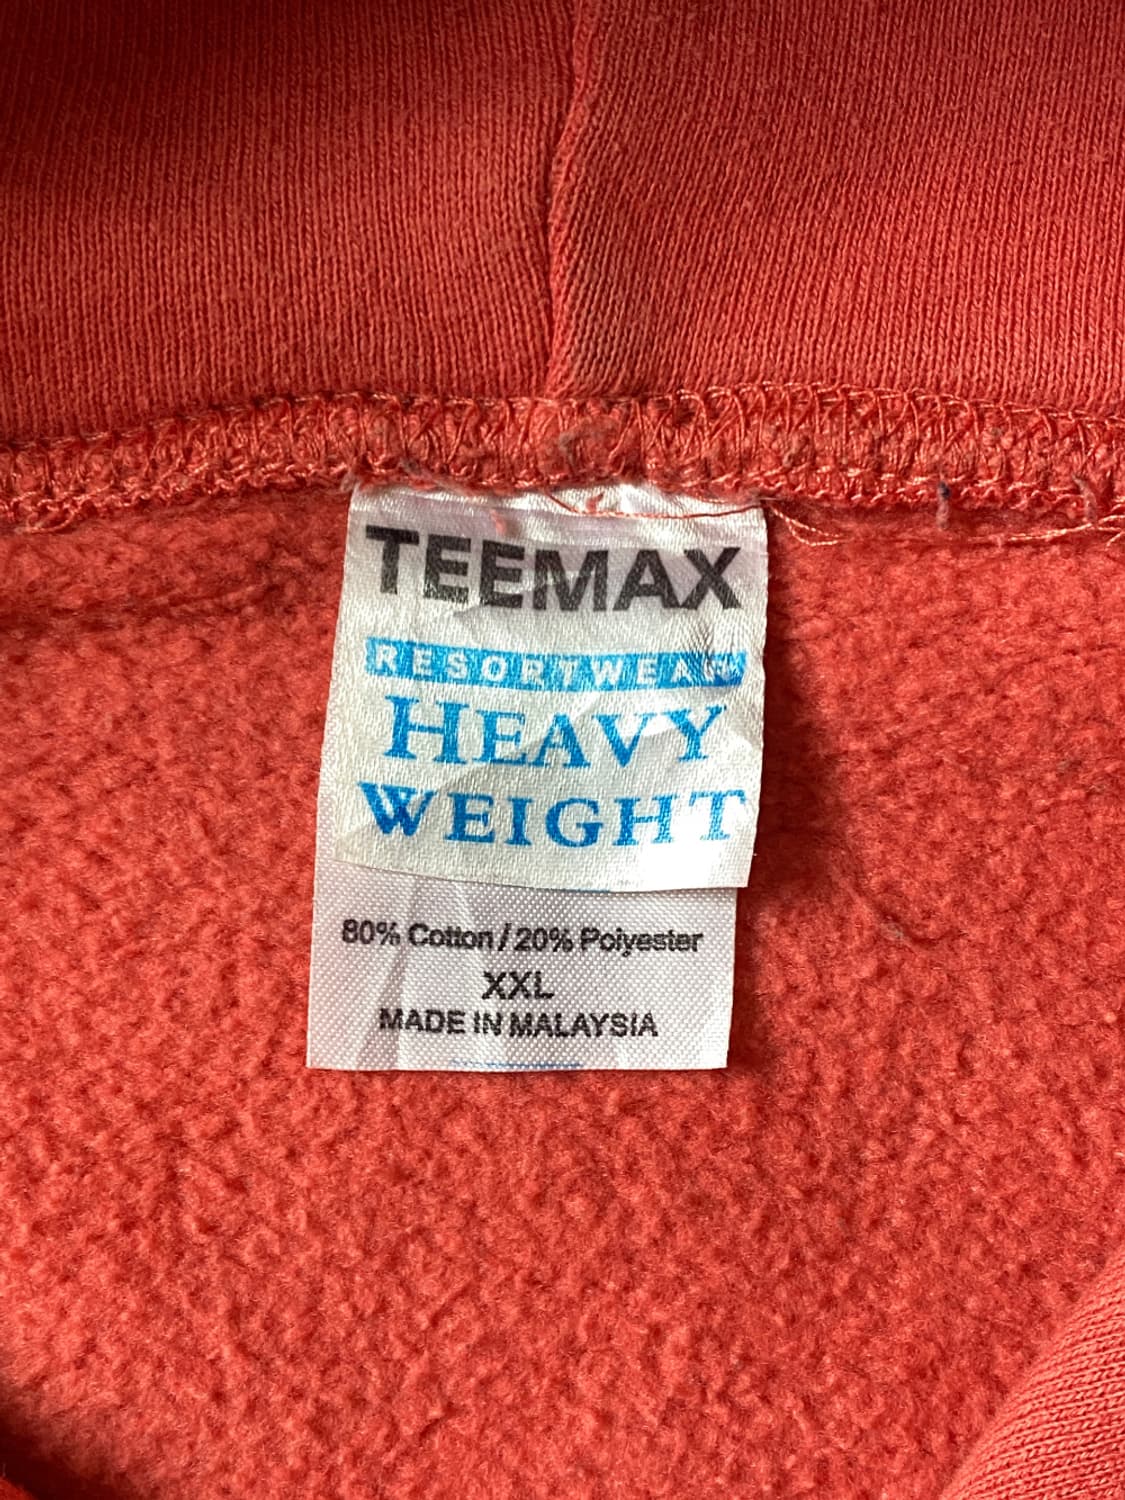 TEEMAX
RESORTWEAR
HEAVY
WEIGHT
80% Cotton / 20% Polyester
XXL
MADE IN MALAYSIA